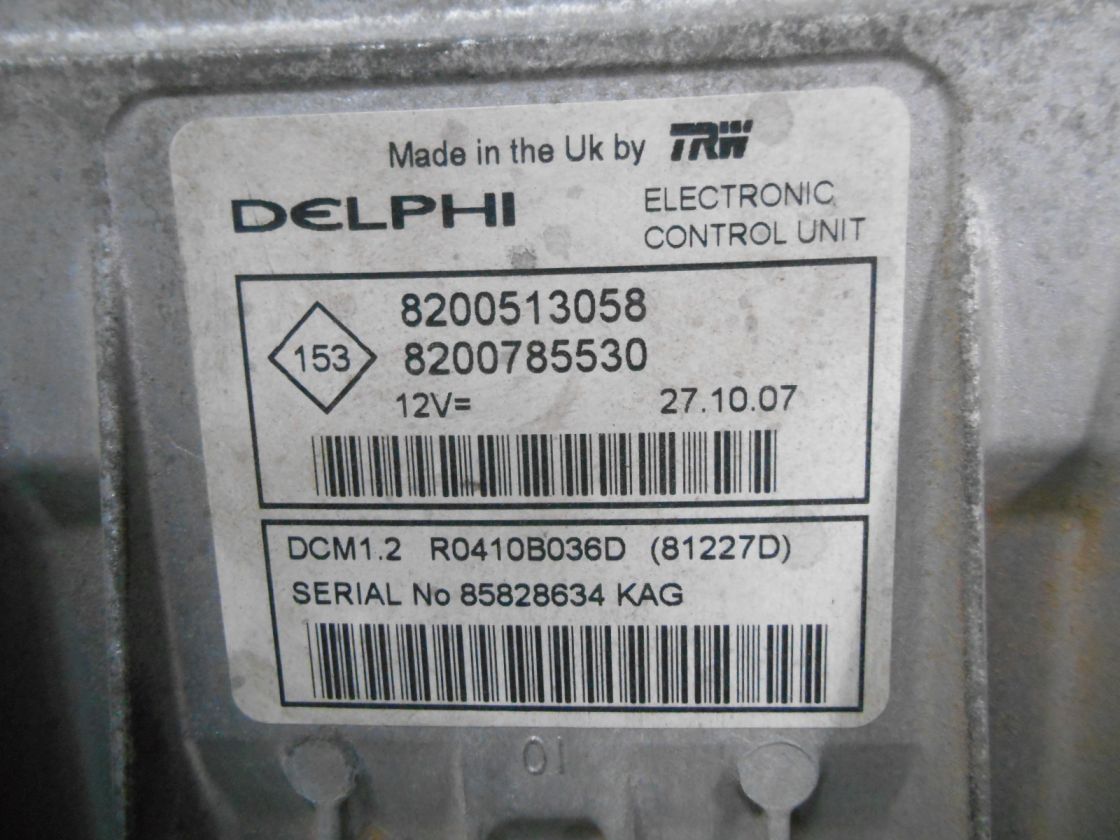 Made in the Uk by TRW
DELPHI
ELECTRONIC
CONTROL UNIT
153
8200513058
8200785530
12V=
27.10.07
DCM1.2 R0410B036D (81227D)
SERIAL No 85828634 KAG
01